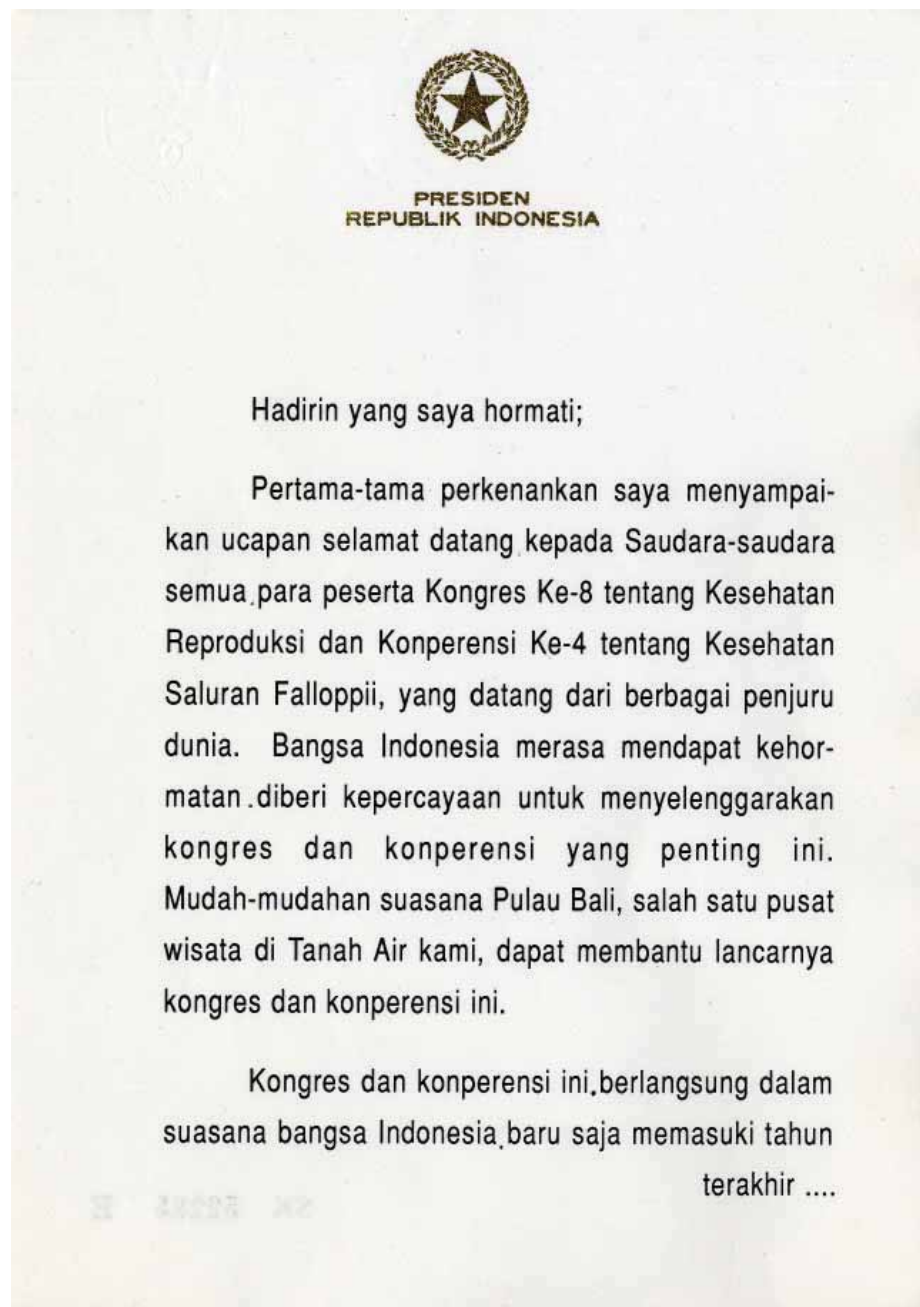 PRESIDEN
REPUBLIK INDONESIA
Hadirin yang saya hormati;
Pertama-tama perkenankan saya menyampai-
kan ucapan selamat datang kepada Saudara-saudara
semua para peserta Kongres Ke-8 tentang Kesehatan
Reproduksi dan Konperensi Ke-4 tentang Kesehatan
Saluran Falloppii, yang datang dari berbagai penjuru
dunia. Bangsa Indonesia merasa mendapat kehor-
matan diberi kepercayaan untuk menyelenggarakan
kongres dan konperensi yang penting ini.
Mudah-mudahan suasana Pulau Bali, salah satu pusat
wisata di Tanah Air kami, dapat membantu lancarnya
kongres dan konperensi ini.
Kongres dan konperensi ini berlangsung dalam
suasana bangsa Indonesia baru saja memasuki tahun
terakhir ....